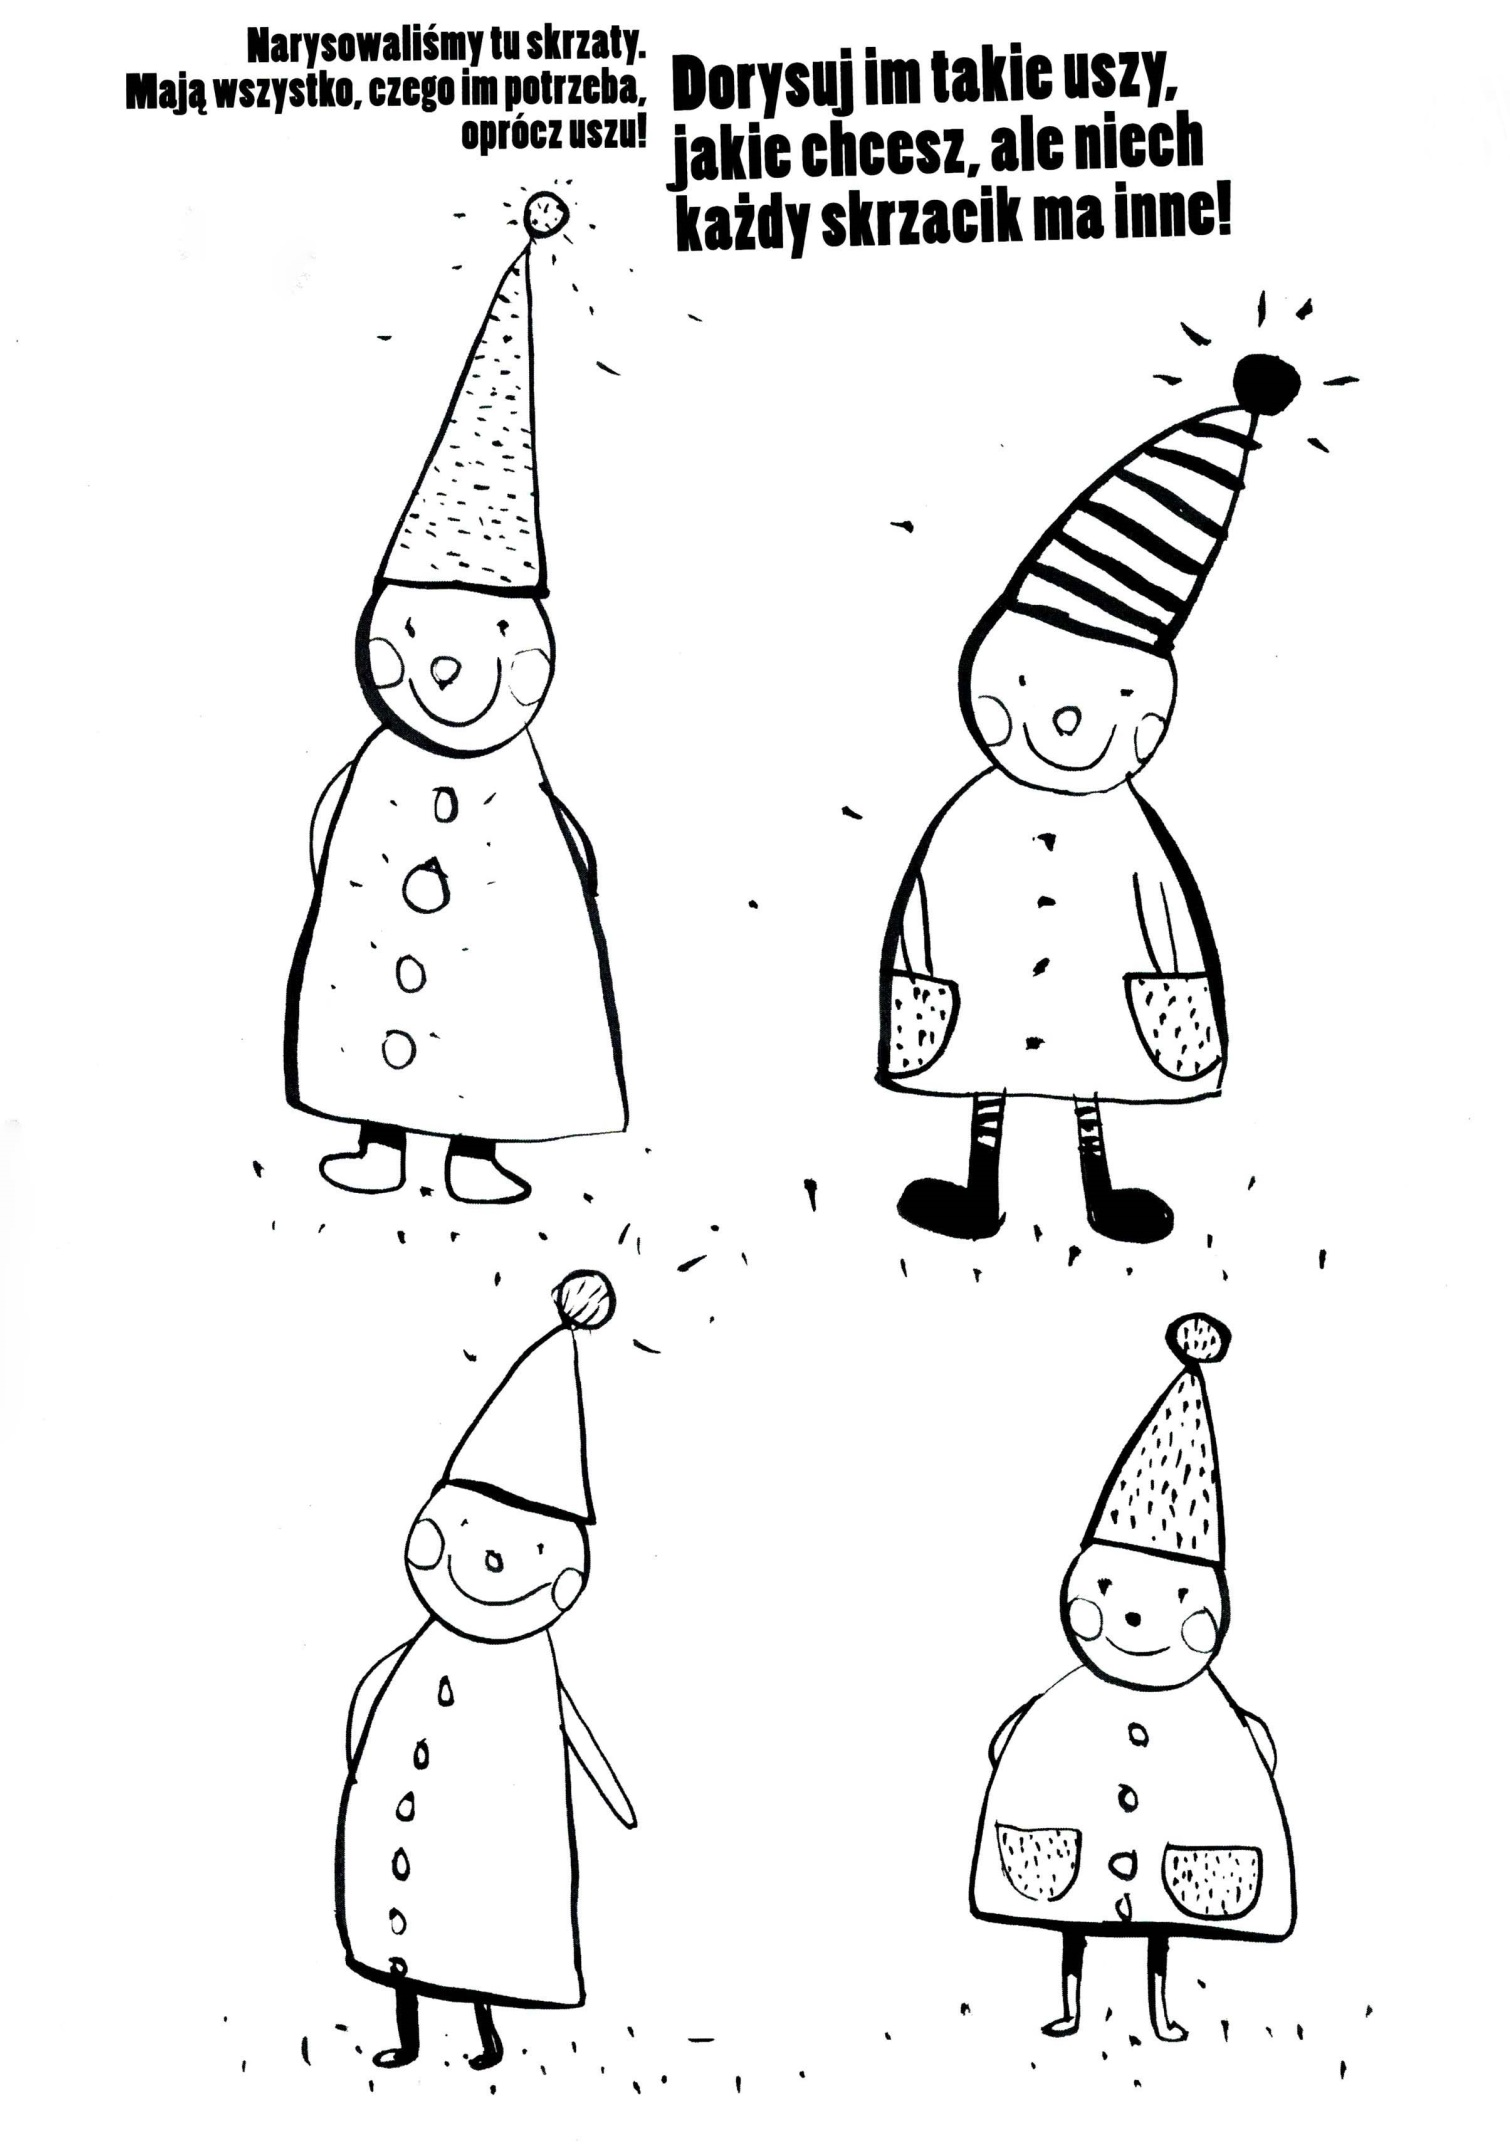 Narysowaliśmy tu skrzaty.
Mają wszystko, czego im potrzeba,
oprócz uszu!
Dorysuj im takie uszy,
jakie chcesz, ale niech
każdy skrzacik ma inne!